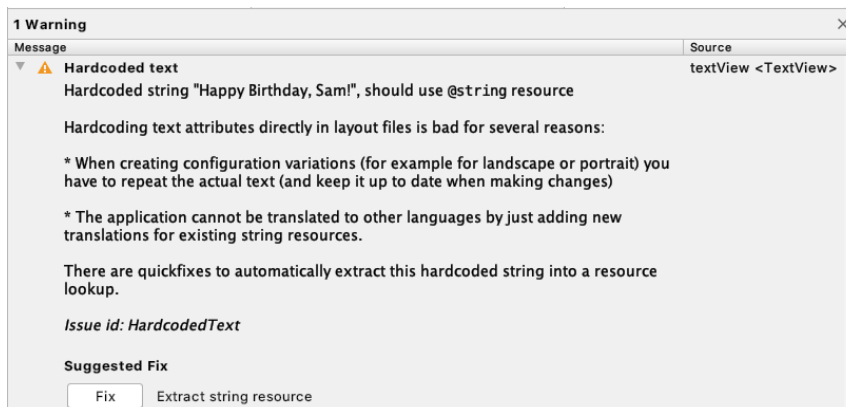 1 Warning
Message Source
Hardcoded text textView <TextView>
Hardcoded string "Happy Birthday, Sam!", should use @string resource
Hardcoding text attributes directly in layout files is bad for several reasons:
* When creating configuration variations (for example for landscape or portrait) you
have to repeat the actual text (and keep it up to date when making changes)
* The application cannot be translated to other languages by just adding new
translations for existing string resources.
There are quickfixes to automatically extract this hardcoded string into a resource
lookup.
Issue id: HardcodedText
Suggested Fix
Fix Extract string resource